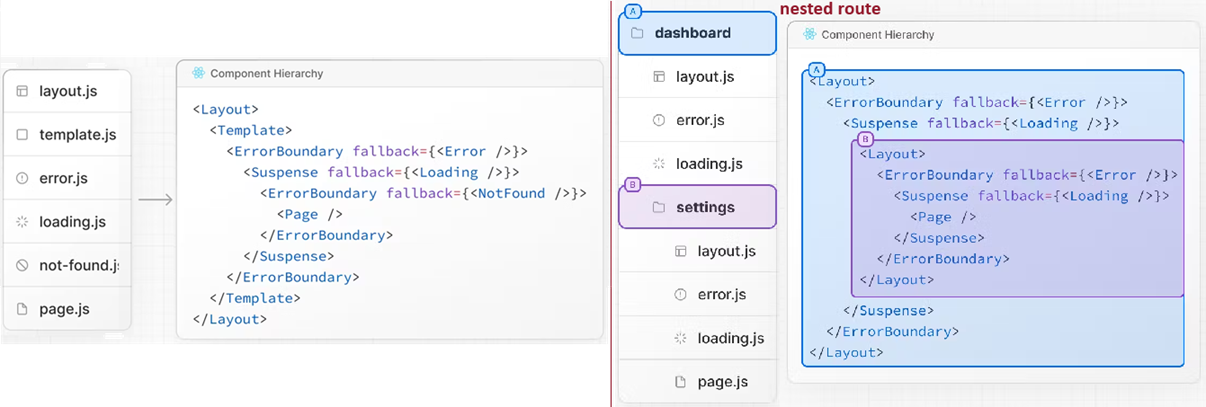 layout.js
template.js
error.js
loading.js
not-found.js
page.js
Component Hierarchy
<Layout>
<Template>
<ErrorBoundary fallback={<Error />}>
<Suspense fallback={<Loading />}>
<ErrorBoundary fallback={<NotFound />}>
<Page />
</ErrorBoundary>
</Suspense>
</ErrorBoundary>
</Template>
</Layout>
nested route
A
dashboard
layout.js
error.js
loading.js
B
settings
layout.js
error.js
loading.js
page.js
Component Hierarchy
A
<Layout>
<ErrorBoundary fallback={<Error />}>
<Suspense fallback={<Loading />}>
B
<Layout>
<ErrorBoundary fallback={<Error />}>
<Suspense fallback={<Loading />}>
<Page />
</Suspense>
</ErrorBoundary>
</Layout>
</Suspense>
</ErrorBoundary>
</Layout>